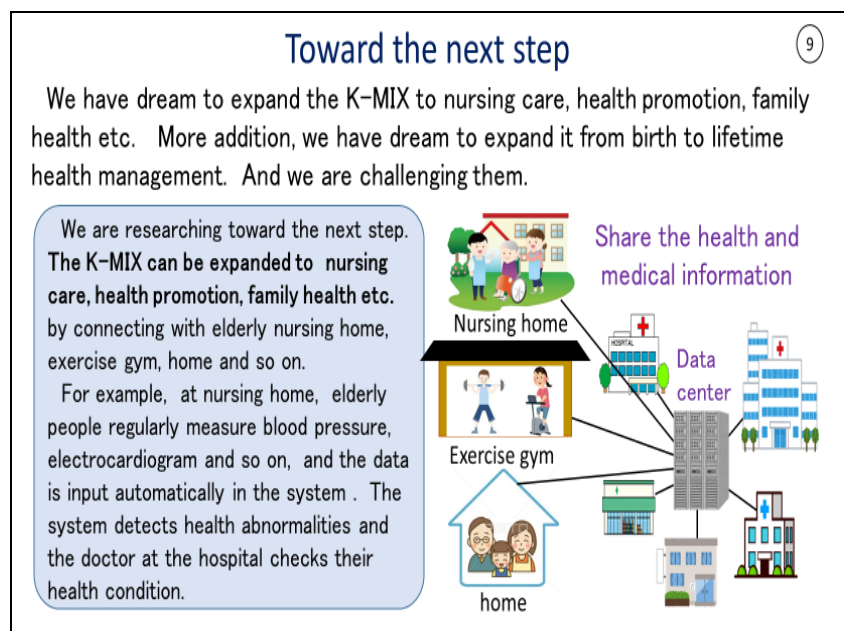 Toward the next step
9
We have dream to expand the K-MIX to nursing care, health promotion, family
health etc. More addition, we have dream to expand it from birth to lifetime
health management. And we are challenging them.
We are researching toward the next step.
The K-MIX can be expanded to nursing
care, health promotion, family health etc.
by connecting with elderly nursing home,
exercise gym, home and so on.
For example, at nursing home, elderly
people regularly measure blood pressure,
electrocardiogram and so on, and the data
is input automatically in the system . The
system detects health abnormalities and
the doctor at the hospital checks their
health condition.
Share the health and
medical information
Nursing home
HOSPITAL
Data
center
Exercise gym
home